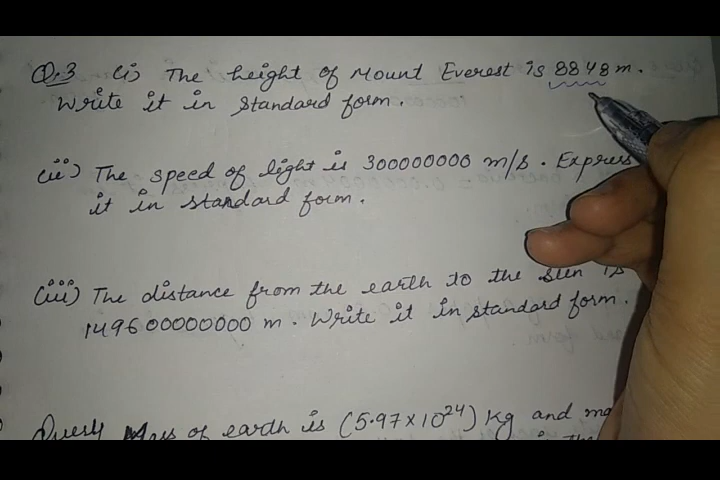 Q.3 (i) The height of Mount Everest is 8848 m.
Write it in standard form.
(ii) The speed of light is 300000000 m/s. Express
it in standard form.
(iii) The distance from the earth to the sun is
149600000000 m. Write it in standard form.
Mass of earth is (5.97×10²⁴) Kg and